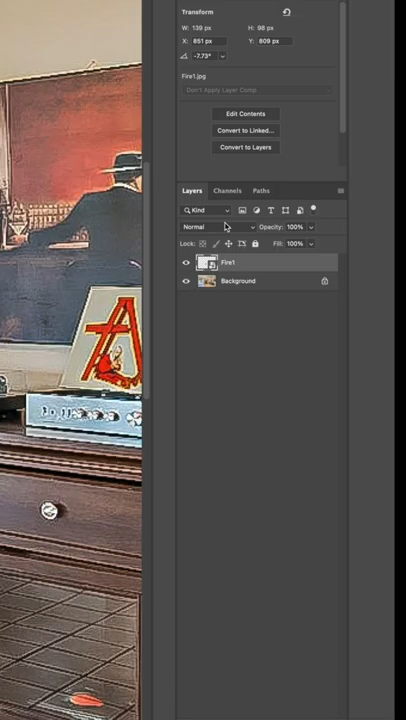 Transform
W: 139 px H: 98 px
X: 851 px Y: 809 px
-7.73°
Fire1.jpg
Don't Apply Layer Comp
Edit Contents
Convert to Linked...
Convert to Layers
Layers Channels Paths
Kind
Normal Opacity: 100%
Lock: Fill: 100%
Fire1
Background